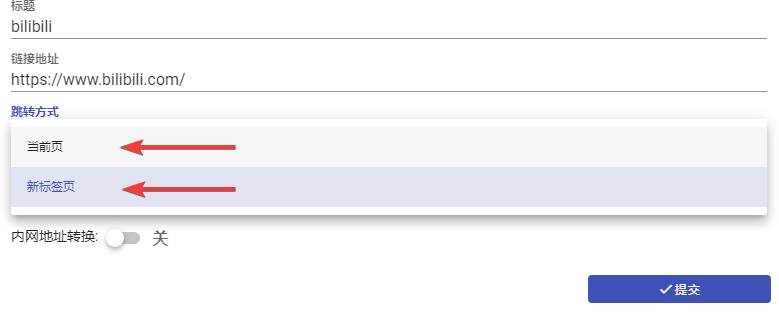 标题
bilibili
链接地址
https://www.bilibili.com/
跳转方式
当前页
新标签页
内网地址转换: 关
提交